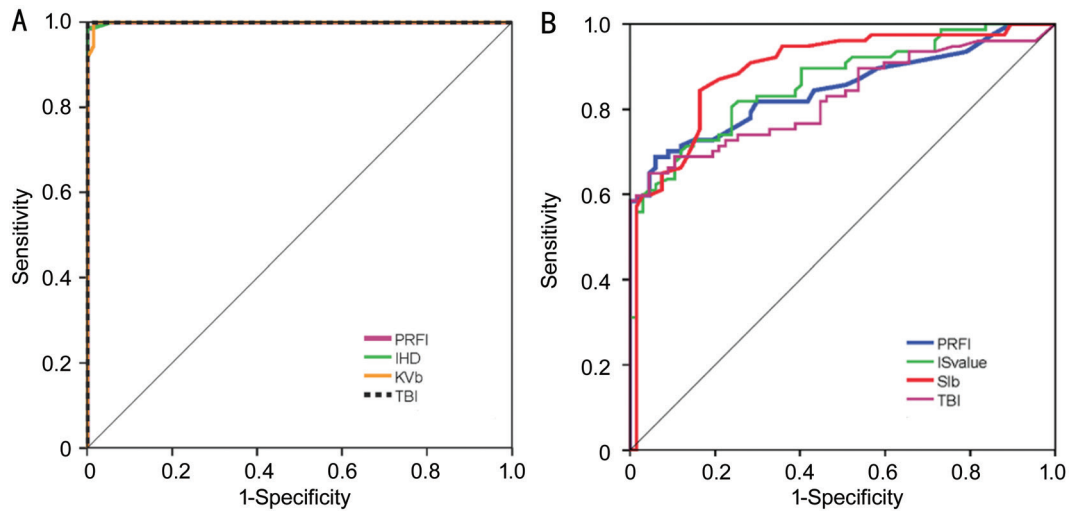 A
1.0
0.8
0.6
0.4
0.2
0
Sensitivity
PRFI
IHD
KVb
TBI
0 0.2 0.4 0.6 0.8 1.0
1-Specificity
B
1.0
0.8
0.6
0.4
0.2
0
Sensitivity
PRFI
ISvalue
SIb
TBI
0 0.2 0.4 0.6 0.8 1.0
1-Specificity